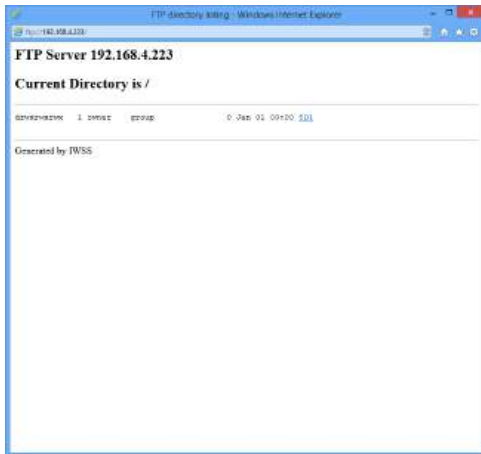 FTP directory listing - Windows Internet Explorer
FTP Server 192.168.4.223
Current Directory is /
drwxrwxrwx 1 owner group 0 Jan 01 00:00
Generated by IWSS